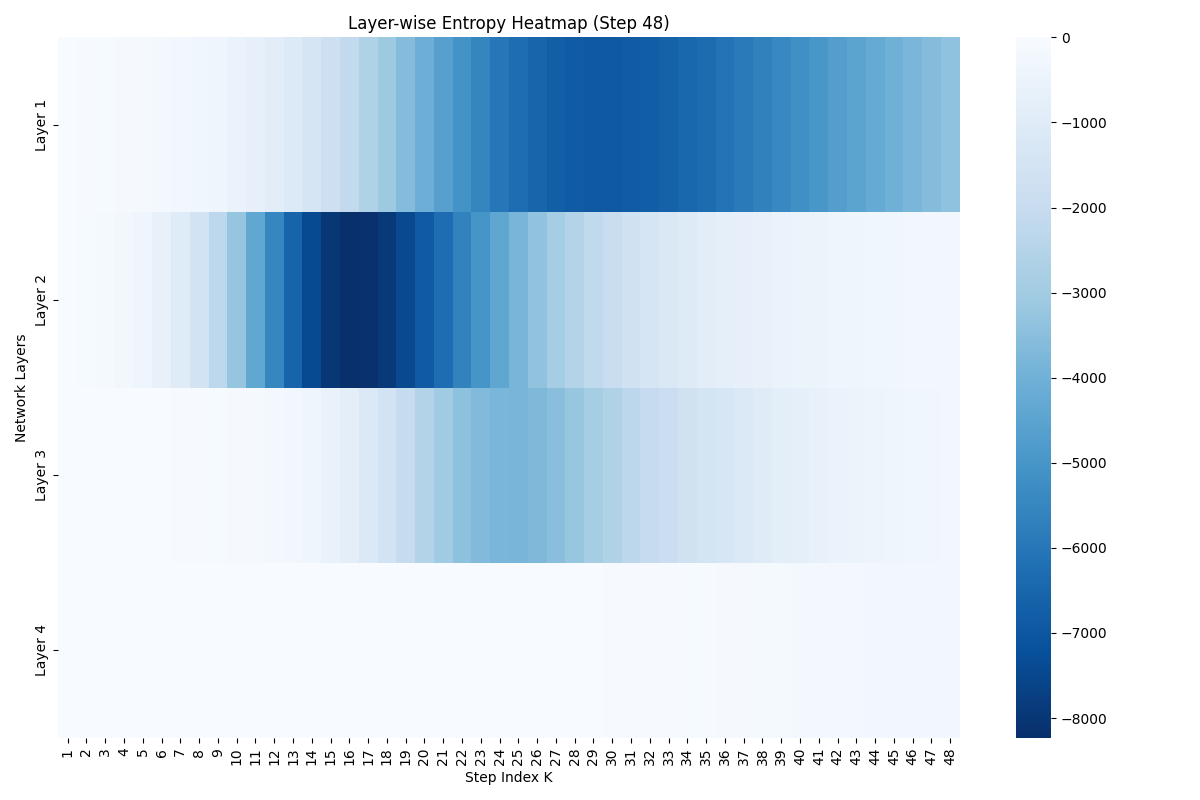 Layer-wise Entropy Heatmap (Step 48)
Network Layers
Layer 1
Layer 2
Layer 3
Layer 4
1 2 3 4 5 6 7 8 9 10 11 12 13 14 15 16 17 18 19 20 21 22 23 24 25 26 27 28 29 30 31 32 33 34 35 36 37 38 39 40 41 42 43 44 45 46 47 48
Step Index K
0
−1000
−2000
−3000
−4000
−5000
−6000
−7000
−8000